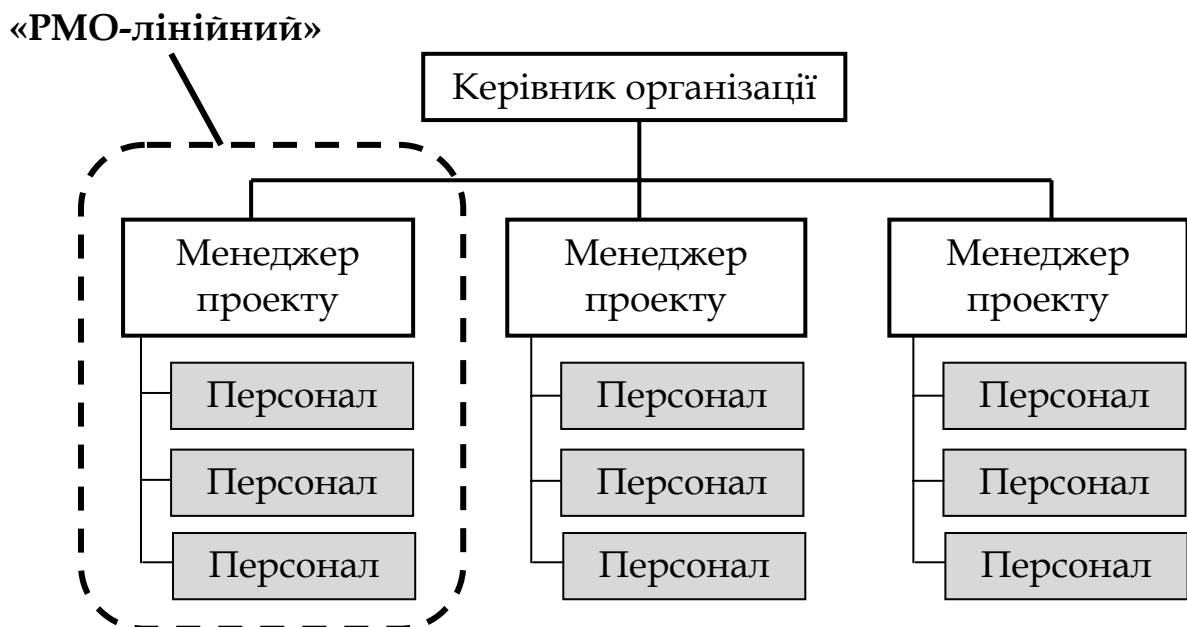 «РМО-лінійний»
Керівник організації
Менеджер
проекту
Менеджер
проекту
Менеджер
проекту
Персонал
Персонал
Персонал
Персонал
Персонал
Персонал
Персонал
Персонал
Персонал